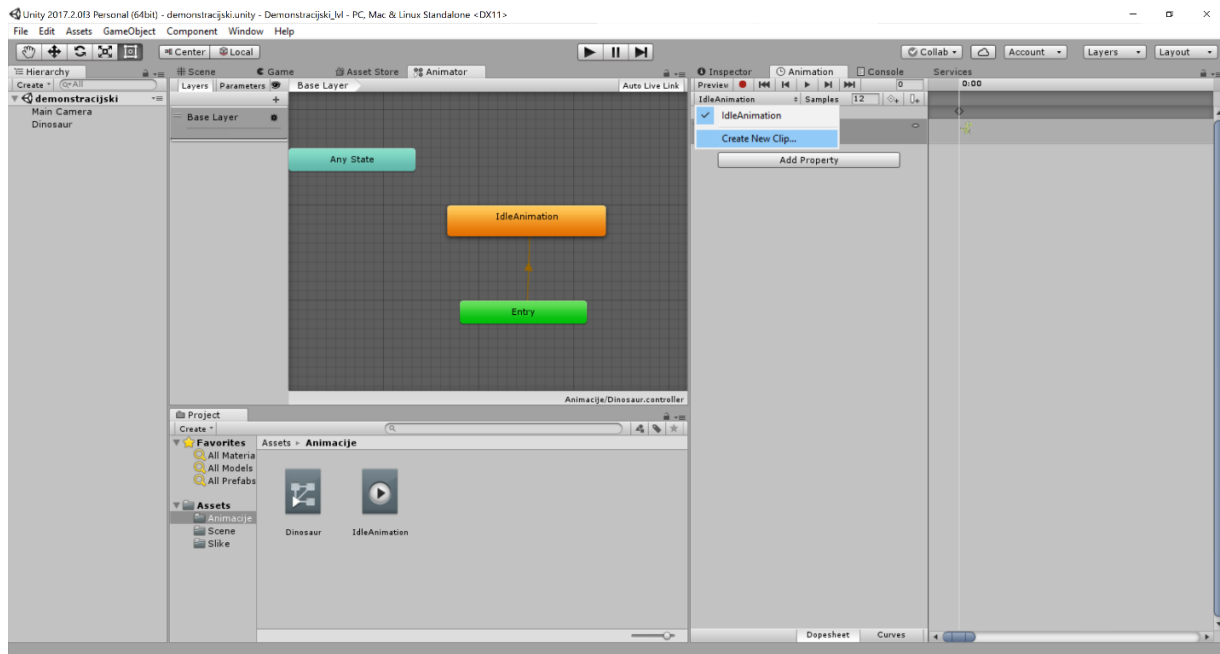 Unity 2017.2.0f3 Personal (64bit) - demonstracijski.unity - Demonstracijski_lvl - PC, Mac & Linux Standalone <DX11>
File Edit Assets GameObject Component Window Help
Center Local Collab Account Layers Layout
Hierarchy
Create All
demonstracijski
Main Camera
Dinosaur
Scene Game Asset Store Animator
Layers Parameters Base Layer Auto Live Link
Base Layer
Any State
IdleAnimation
Entry
Animacije/Dinosaur.controller
Project
Create
Favorites
All Materia
All Models
All Prefabs
Assets
Animacije
Scene
Slike
Assets Animacije
Dinosaur IdleAnimation
Inspector Animation Console Services
Preview 0 0:00
IdleAnimation Samples 12
IdleAnimation
Create New Clip...
Add Property
Dopesheet Curves